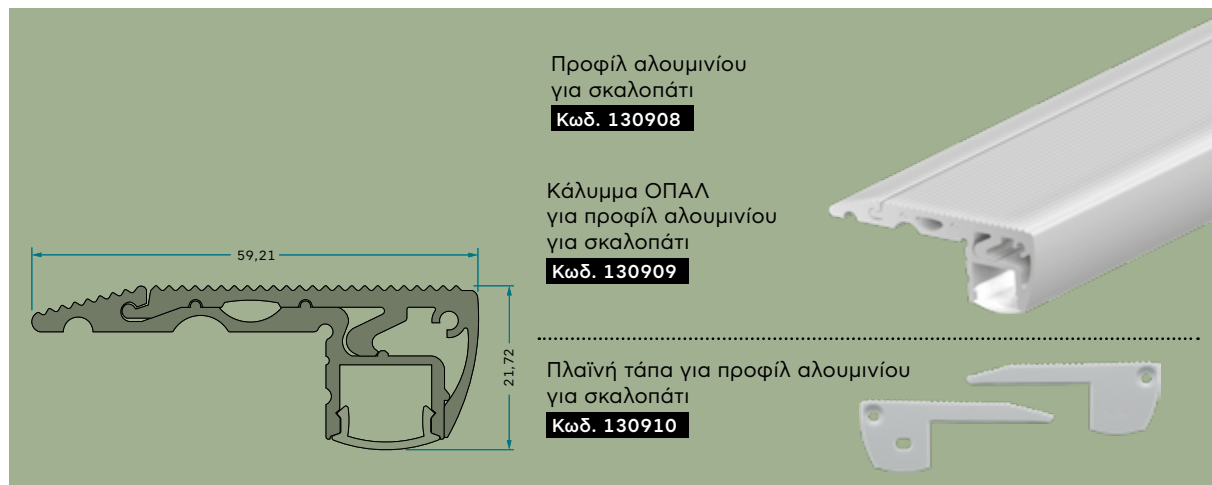 Προφίλ αλουμινίου
για σκαλοπάτι
Κωδ. 130908
Κάλυμμα ΟΠΑΛ
για προφίλ αλουμινίου
για σκαλοπάτι
Κωδ. 130909
59,21
21,72
Πλαϊνή τάπα για προφίλ αλουμινίου
για σκαλοπάτι
Κωδ. 130910